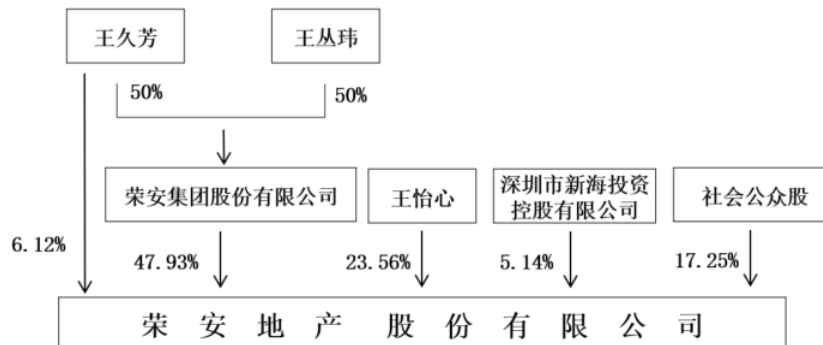 王久芳
王丛玮
50%
50%
荣安集团股份有限公司
王怡心
深圳市新海投资
控股有限公司
社会公众股
6.12%
47.93%
23.56%
5.14%
17.25%
荣安地产股份有限公司